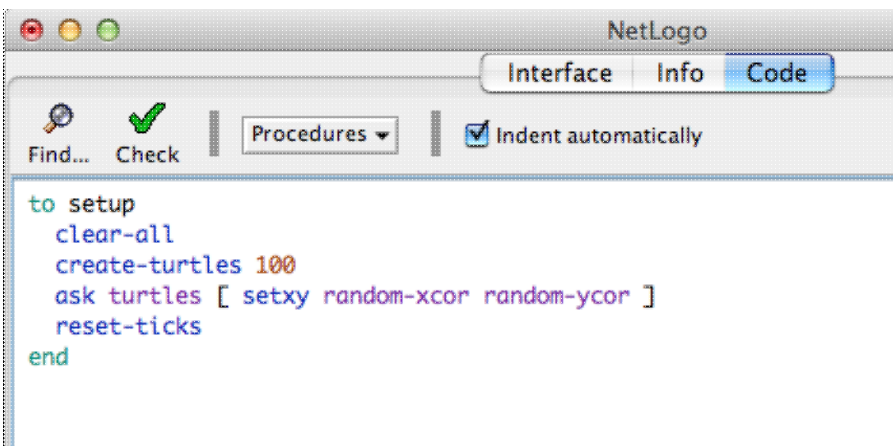 NetLogo
Interface Info Code
Find... Check Procedures Indent automatically
to setup
  clear-all
  create-turtles 100
  ask turtles [ setxy random-xcor random-ycor ]
  reset-ticks
end